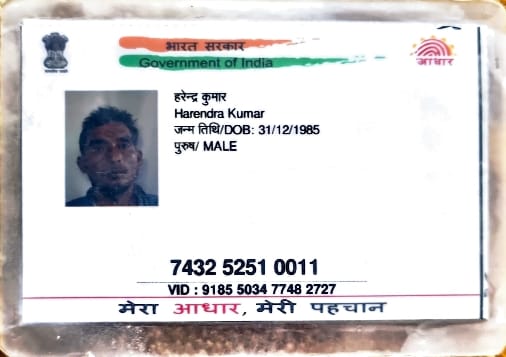 भारत सरकार
Government of India
आधार
हरेन्द्र कुमार
Harendra Kumar
जन्म तिथि/DOB: 31/12/1985
पुरुष/ MALE
7432 5251 0011
VID : 9185 5034 7748 2727
मेरा आधार, मेरी पहचान